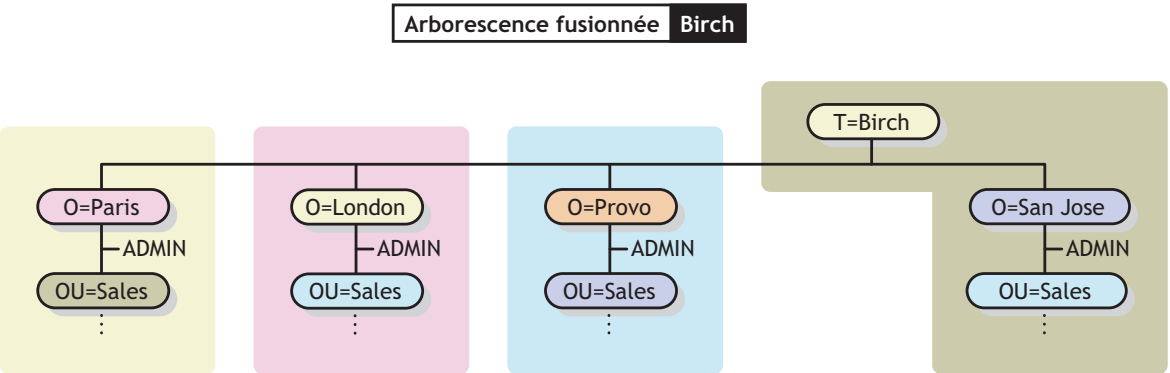 Arborescence fusionnée Birch
T=Birch
O=Paris O=London O=Provo O=San Jose
ADMIN ADMIN ADMIN ADMIN
OU=Sales OU=Sales OU=Sales OU=Sales